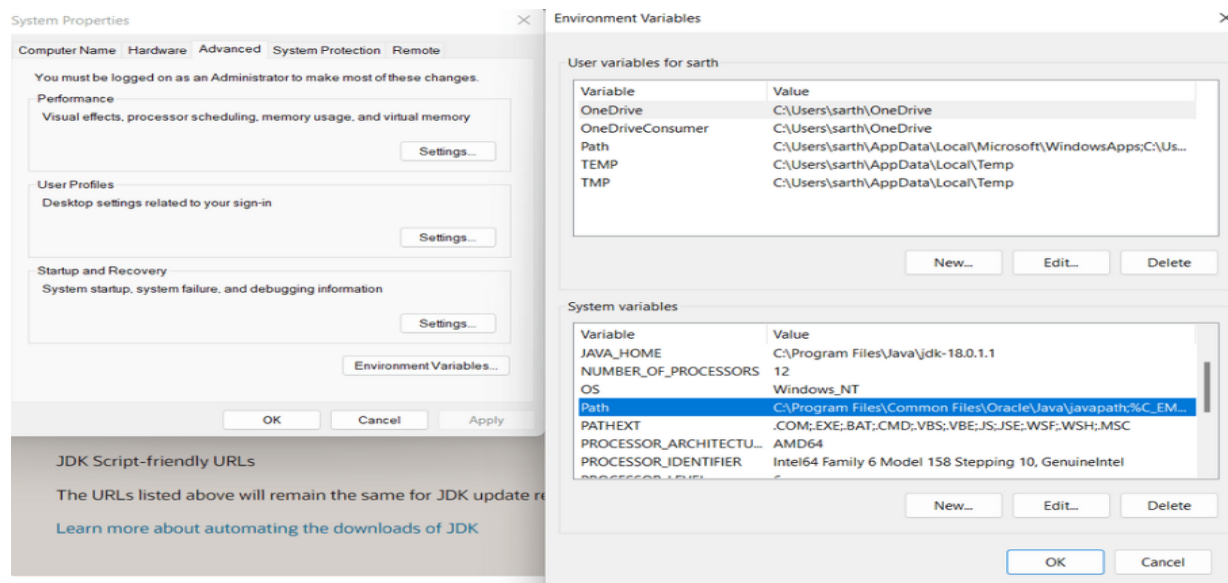 System Properties
Computer Name Hardware Advanced System Protection Remote
You must be logged on as an Administrator to make most of these changes.
Performance
Visual effects, processor scheduling, memory usage, and virtual memory
Settings...
User Profiles
Desktop settings related to your sign-in
Settings...
Startup and Recovery
System startup, system failure, and debugging information
Settings...
Environment Variables...
OK Cancel Apply
JDK Script-friendly URLs
The URLs listed above will remain the same for JDK update re
Learn more about automating the downloads of JDK
Environment Variables
User variables for sarth
Variable Value
OneDrive C:\Users\sarth\OneDrive
OneDriveConsumer C:\Users\sarth\OneDrive
Path C:\Users\sarth\AppData\Local\Microsoft\WindowsApps;C:\Us...
TEMP C:\Users\sarth\AppData\Local\Temp
TMP C:\Users\sarth\AppData\Local\Temp
New... Edit... Delete
System variables
Variable Value
JAVA_HOME C:\Program Files\Java\jdk-18.0.1.1
NUMBER_OF_PROCESSORS 12
OS Windows_NT
Path C:\Program Files\Common Files\Oracle\Java\javapath;%C_EM...
PATHEXT .COM;.EXE;.BAT;.CMD;.VBS;.VBE;.JS;.JSE;.WSF;.WSH;.MSC
PROCESSOR_ARCHITECTU... AMD64
PROCESSOR_IDENTIFIER Intel64 Family 6 Model 158 Stepping 10, GenuineIntel
New... Edit... Delete
OK Cancel